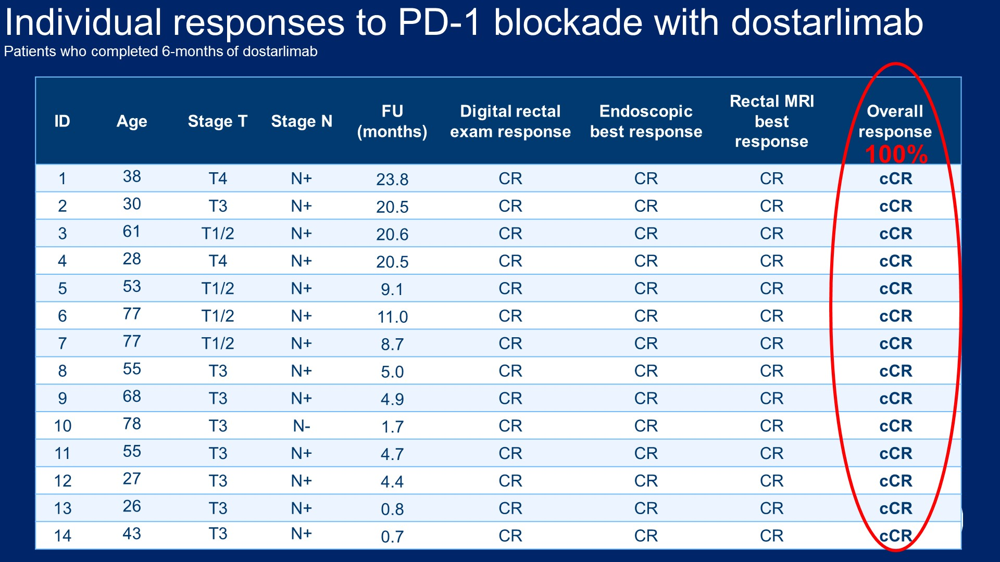 Individual responses to PD-1 blockade with dostarlimab
Patients who completed 6-months of dostarlimab
ID Age Stage T Stage N FU (months) Digital rectal exam response Endoscopic best response Rectal MRI best response Overall response
100%
1 38 T4 N+ 23.8 CR CR CR cCR
2 30 T3 N+ 20.5 CR CR CR cCR
3 61 T1/2 N+ 20.6 CR CR CR cCR
4 28 T4 N+ 20.5 CR CR CR cCR
5 53 T1/2 N+ 9.1 CR CR CR cCR
6 77 T1/2 N+ 11.0 CR CR CR cCR
7 77 T1/2 N+ 8.7 CR CR CR cCR
8 55 T3 N+ 5.0 CR CR CR cCR
9 68 T3 N+ 4.9 CR CR CR cCR
10 78 T3 N- 1.7 CR CR CR cCR
11 55 T3 N+ 4.7 CR CR CR cCR
12 27 T3 N+ 4.4 CR CR CR cCR
13 26 T3 N+ 0.8 CR CR CR cCR
14 43 T3 N+ 0.7 CR CR CR cCR